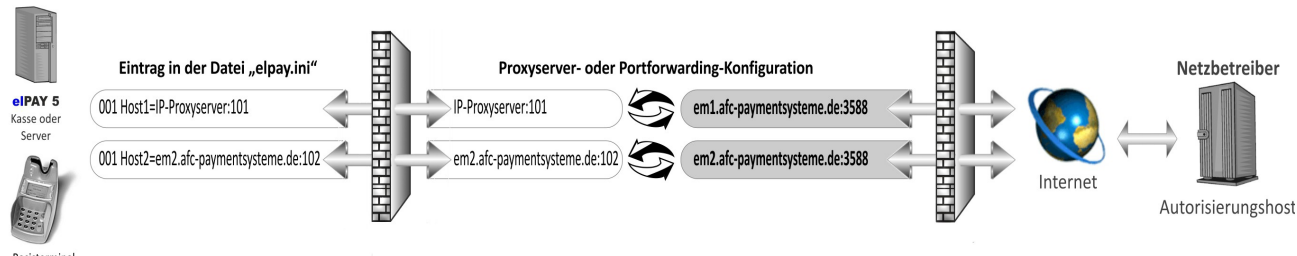 Eintrag in der Datei „elpay.ini“
Proxyserver- oder Portforwarding-Konfiguration
Netzbetreiber
elPAY 5
Kasse oder
Server
001 Host1=IP-Proxyserver:101
IP-Proxyserver:101
em1.afc-paymentsysteme.de:3588
001 Host2=em2.afc-paymentsysteme.de:102
em2.afc-paymentsysteme.de:102
em2.afc-paymentsysteme.de:3588
Internet
Autorisierungshost